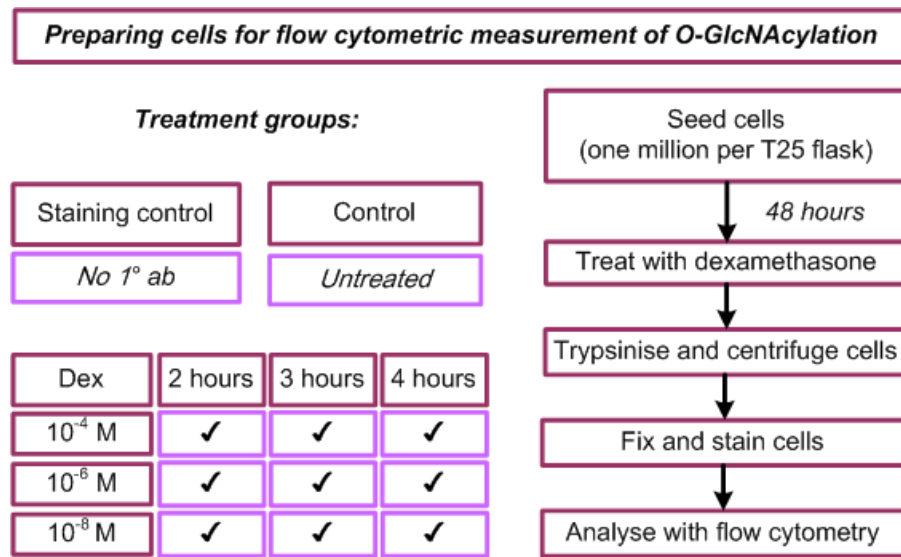 Preparing cells for flow cytometric measurement of O-GlcNAcylation
Treatment groups:
Staining control
Control
No 1° ab
Untreated
Dex 2 hours 3 hours 4 hours
10⁻⁴ M ✓ ✓ ✓
10⁻⁶ M ✓ ✓ ✓
10⁻⁸ M ✓ ✓ ✓
Seed cells
(one million per T25 flask)
48 hours
Treat with dexamethasone
Trypsinise and centrifuge cells
Fix and stain cells
Analyse with flow cytometry